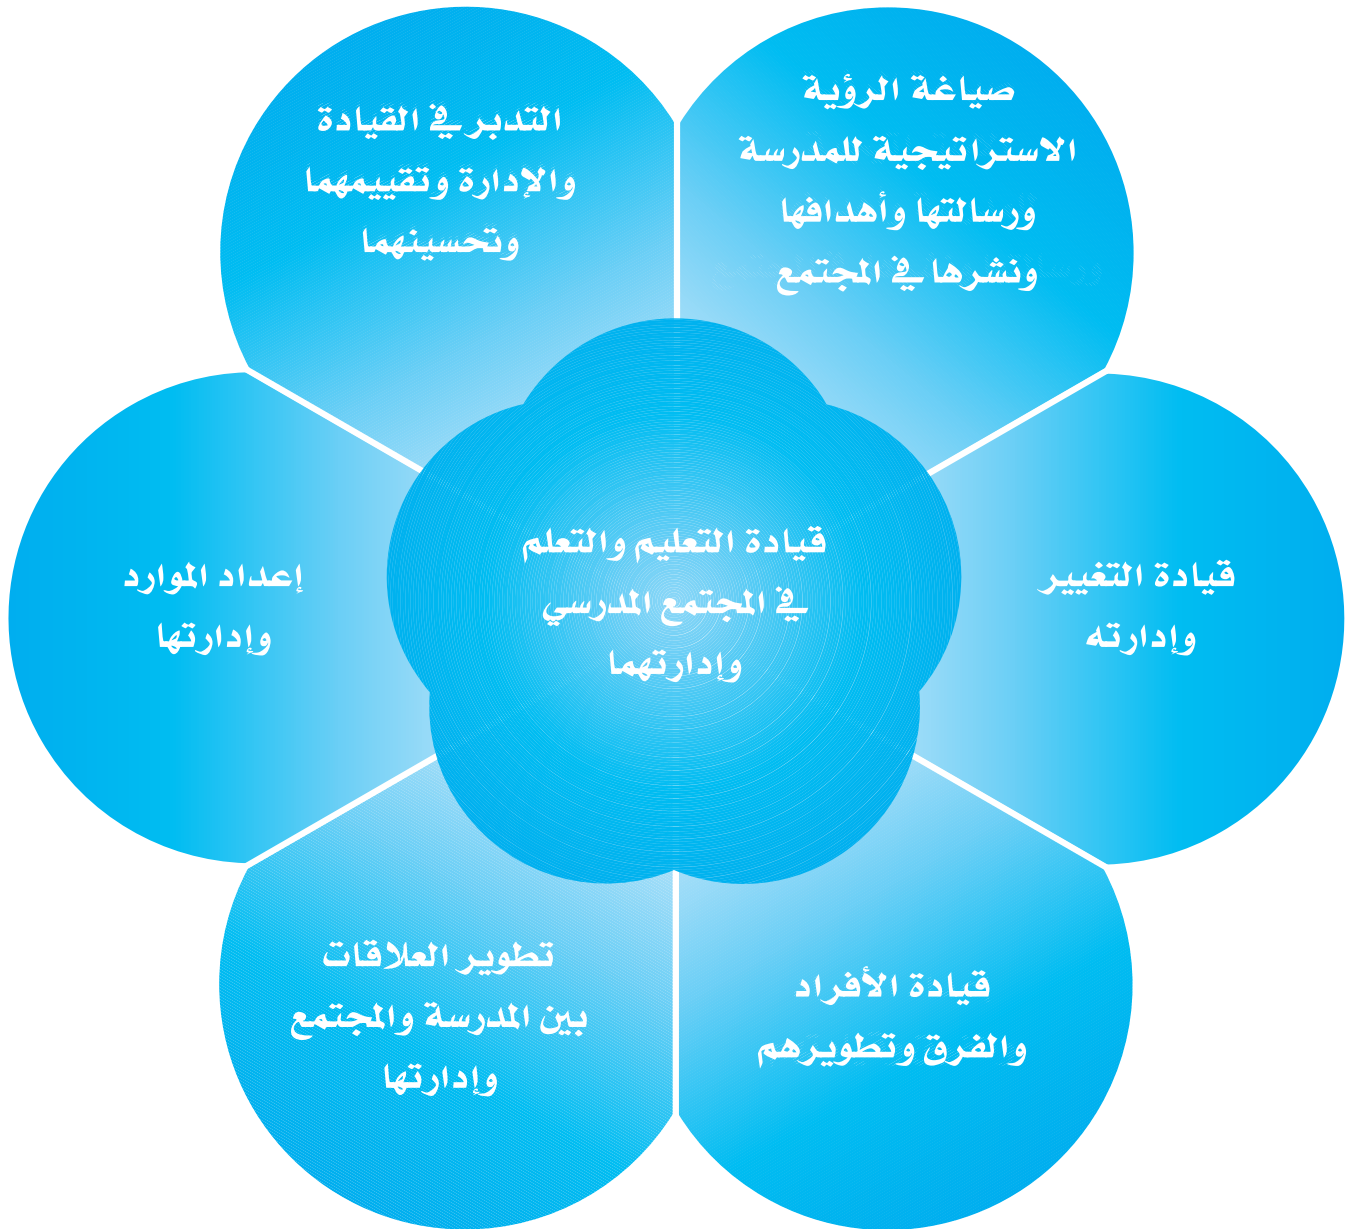 صياغة الرؤية
الاستراتيجية للمدرسة
ورسالتها وأهدافها
ونشرها في المجتمع
التدبر في القيادة
والإدارة وتقييمهما
وتحسينهما
قيادة التغيير
وإدارته
قيادة التعليم والتعلم
في المجتمع المدرسي
وإدارتهما
إعداد الموارد
وإدارتها
قيادة الأفراد
والفرق وتطويرهم
تطوير العلاقات
بين المدرسة والمجتمع
وإدارتها